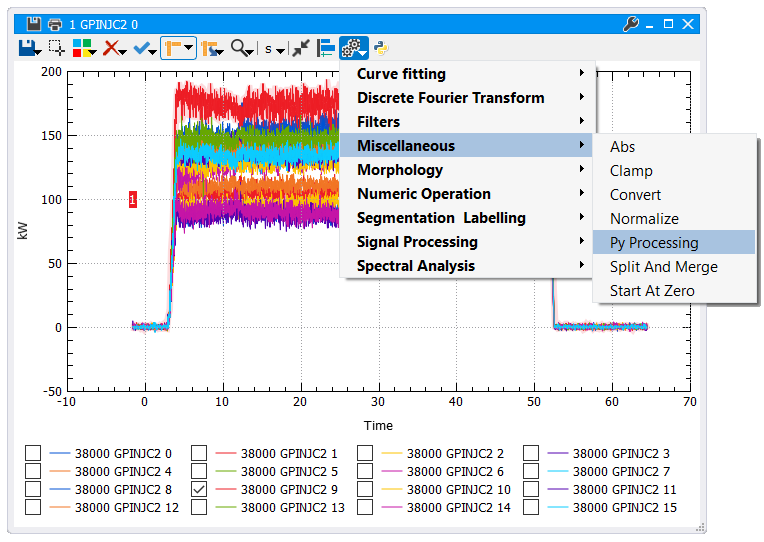 1 GPINJC2 0
s
Curve fitting
Discrete Fourier Transform
Filters
Miscellaneous
Morphology
Numeric Operation
Segmentation  Labelling
Signal Processing
Spectral Analysis
Abs
Clamp
Convert
Normalize
Py Processing
Split And Merge
Start At Zero
200
150
100
50
0
-50
kW
1
-10 0 10 20 30 40 50 60 70
Time
38000 GPINJC2 0 38000 GPINJC2 1 38000 GPINJC2 2 38000 GPINJC2 3
38000 GPINJC2 4 38000 GPINJC2 5 38000 GPINJC2 6 38000 GPINJC2 7
38000 GPINJC2 8 38000 GPINJC2 9 38000 GPINJC2 10 38000 GPINJC2 11
38000 GPINJC2 12 38000 GPINJC2 13 38000 GPINJC2 14 38000 GPINJC2 15